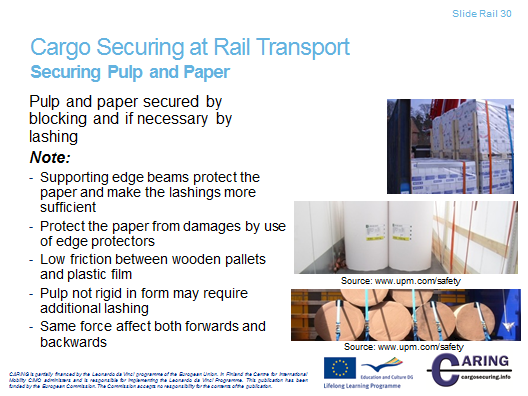 Slide Rail 30
Cargo Securing at Rail Transport
Securing Pulp and Paper
Pulp and paper secured by
blocking and if necessary by
lashing
Note:
- Supporting edge beams protect the
paper and make the lashings more
sufficient
- Protect the paper from damages by use
of edge protectors
- Low friction between wooden pallets
and plastic film
- Pulp not rigid in form may require
additional lashing
- Same force affect both forwards and
backwards
Source: www.upm.com/safety
Source: www.upm.com/safety
CARING is partially financed by the Leonardo da Vinci programme of the European Union. In Finland the Centre for International
Mobility CIMO administers and is responsible for implementing the Leonardo da Vinci Programme. This publication has been
funded by the European Commission. The Commission accepts no responsibility for the contents of the publication.
Education and Culture DG
Lifelong Learning Programme
CARING
cargosecuring.info